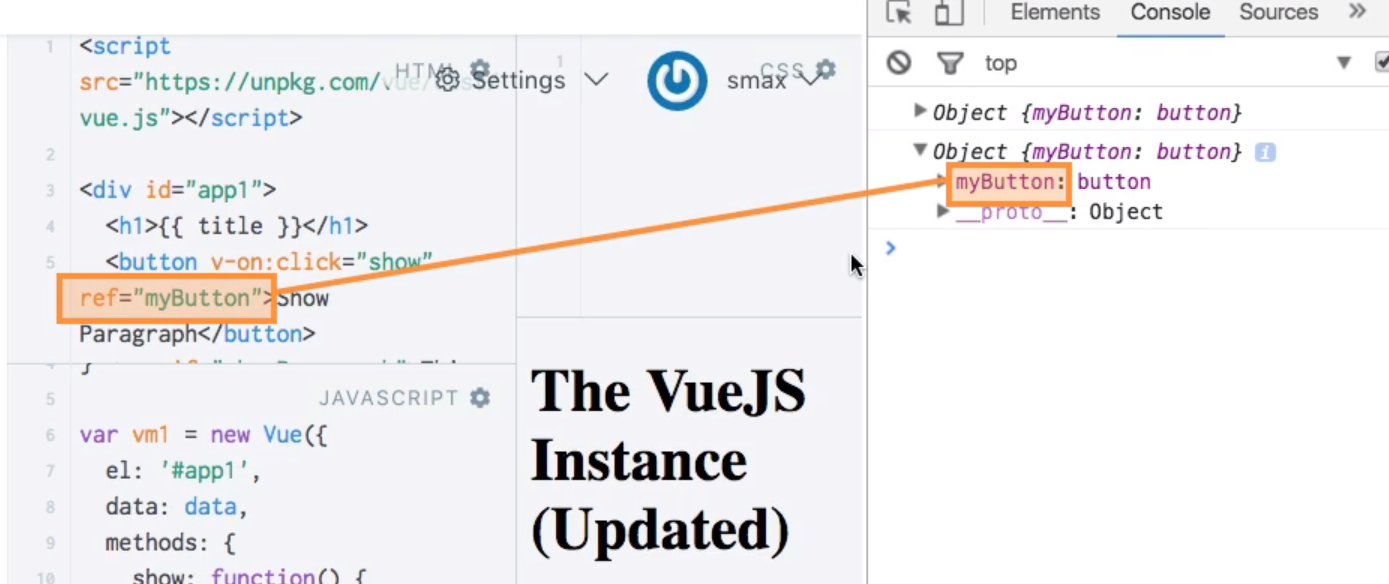 1 <script
src="https://unpkg.com/vue/
vue.js"></script>
2
3 <div id="app1">
4 <h1>{{ title }}</h1>
5 <button v-on:click="show"
ref="myButton">Show
Paragraph</button>
HTML
Settings
1
CSS
smax
}
JAVASCRIPT
5
6 var vm1 = new Vue({
7 el: '#app1',
8 data: data,
9 methods: {
10 show: function() {
The VueJS
Instance
(Updated)
Elements Console Sources »
top
Object {myButton: button}
Object {myButton: button} i
myButton: button
__proto__: Object